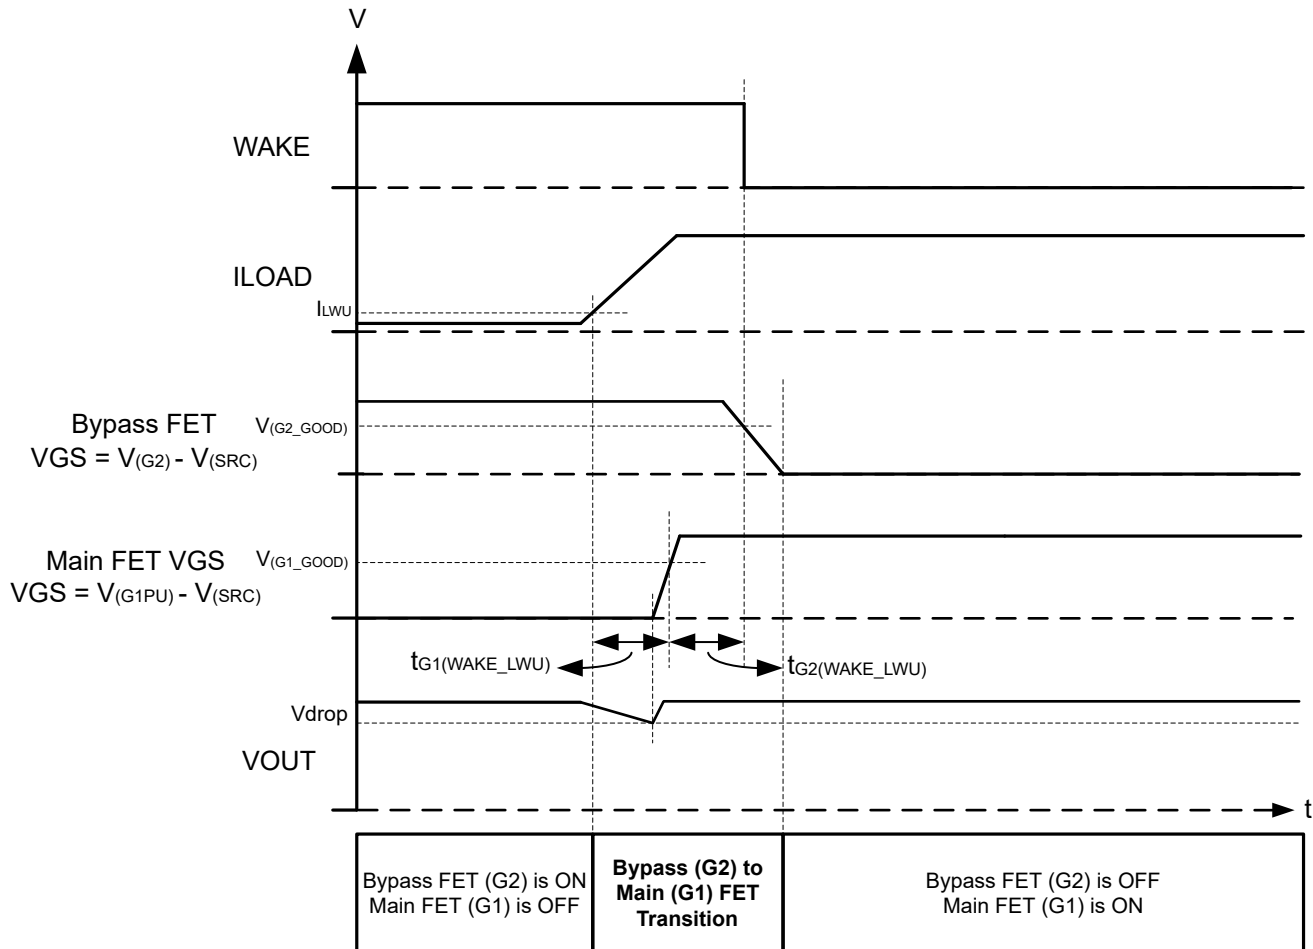 V
WAKE
ILOAD
ILWU
Bypass FET
VGS = V(G2) - V(SRC)
V(G2_GOOD)
Main FET VGS
VGS = V(G1PU) - V(SRC)
V(G1_GOOD)
tG1(WAKE_LWU)
tG2(WAKE_LWU)
Vdrop
VOUT
t
Bypass FET (G2) is ON
Main FET (G1) is OFF
Bypass (G2) to
Main (G1) FET
Transition
Bypass FET (G2) is OFF
Main FET (G1) is ON